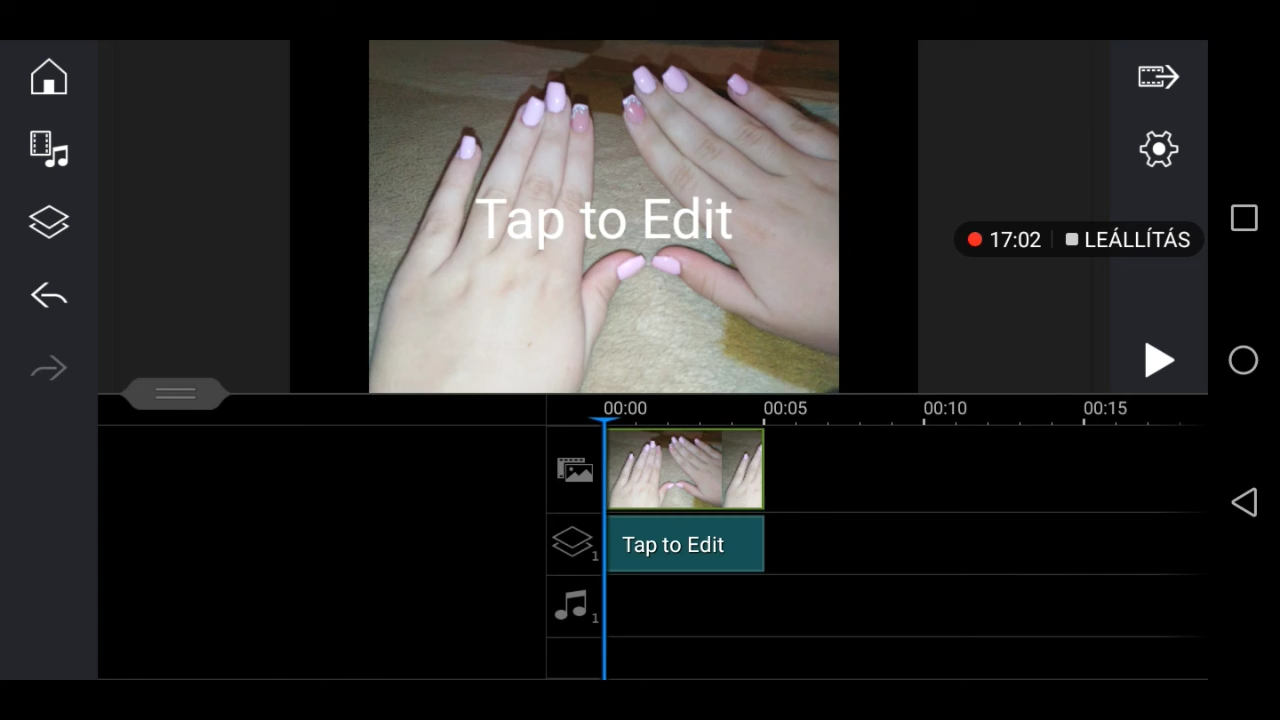 Tap to Edit
17:02 LEÁLLÍTÁS
00:00 00:05 00:10 00:15
Tap to Edit
1
1